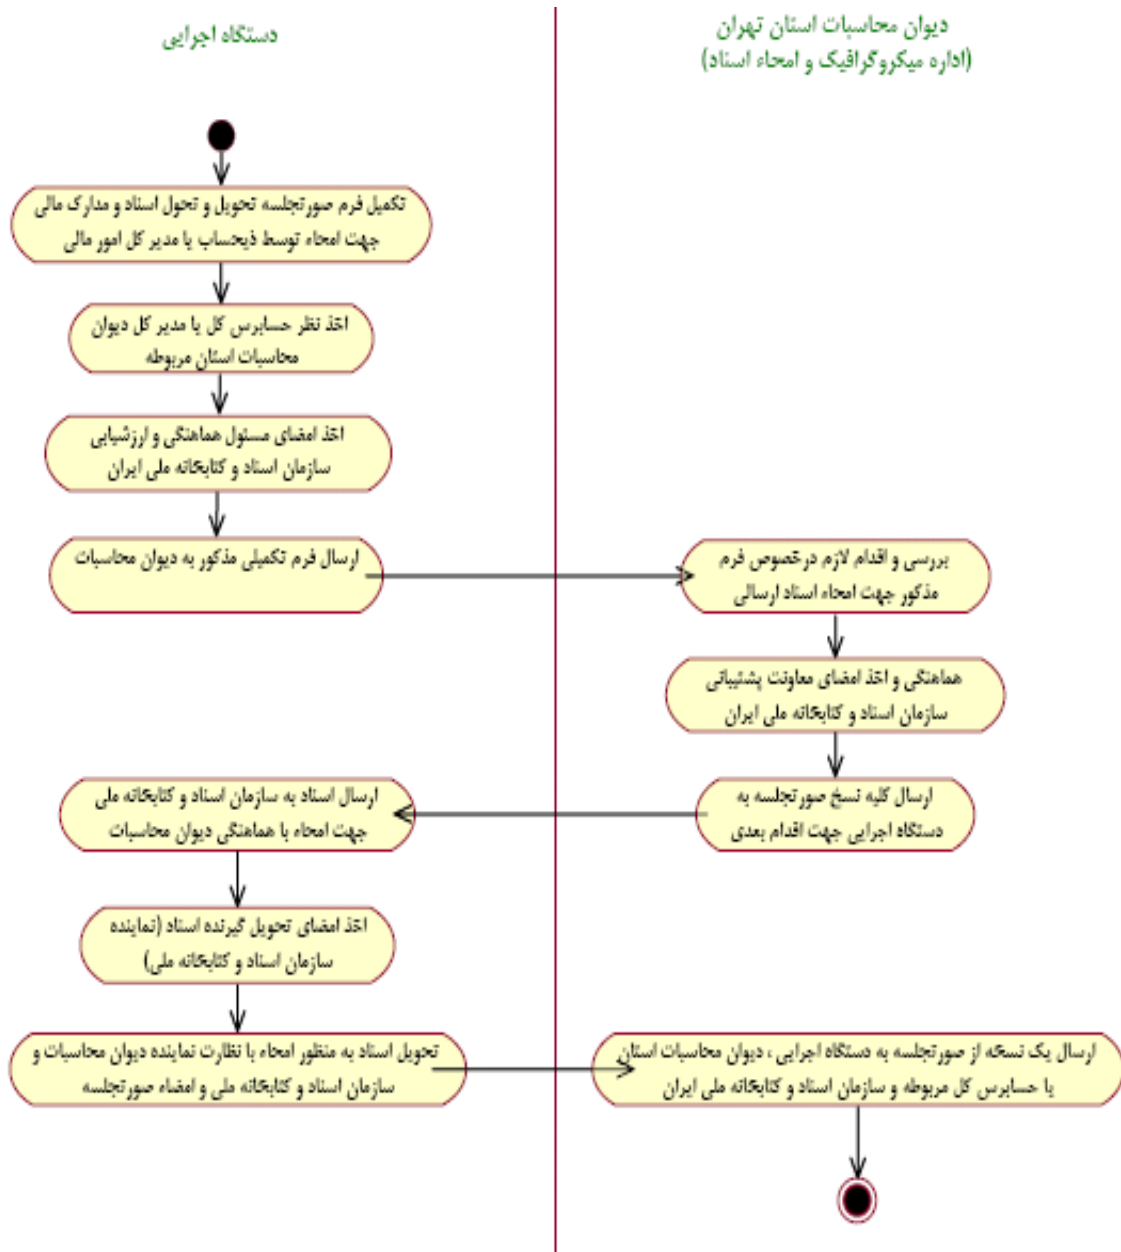 دستگاه اجرایی
دیوان محاسبات استان تهران
(اداره میکروگرافیک و امحاء اسناد)
تکمیل فرم صورتجلسه تحویل و تحول اسناد و مدارک مالی
جهت امحاء توسط ذیحساب یا مدیر کل امور مالی
اخذ نظر حسابرس کل یا مدیر کل دیوان
محاسبات استان مربوطه
اخذ امضای مسئول هماهنگی و ارزشیابی
سازمان اسناد و کتابخانه ملی ایران
ارسال فرم تکمیلی مذکور به دیوان محاسبات
بررسی و اقدام لازم درخصوص فرم
مذکور جهت امحاء اسناد ارسالی
هماهنگی و اخذ امضای معاونت پشتیبانی
سازمان اسناد و کتابخانه ملی ایران
ارسال کلیه نسخ صورتجلسه به
دستگاه اجرایی جهت اقدام بعدی
ارسال اسناد به سازمان اسناد و کتابخانه ملی
جهت امحاء با هماهنگی دیوان محاسبات
اخذ امضای تحویل گیرنده اسناد (نماینده
سازمان اسناد و کتابخانه ملی)
تحویل اسناد به منظور امحاء با نظارت نماینده دیوان محاسبات و
سازمان اسناد و کتابخانه ملی و امضاء صورتجلسه
ارسال یک نسخه از صورتجلسه به دستگاه اجرایی ، دیوان محاسبات استان
یا حسابرس کل مربوطه و سازمان اسناد و کتابخانه ملی ایران